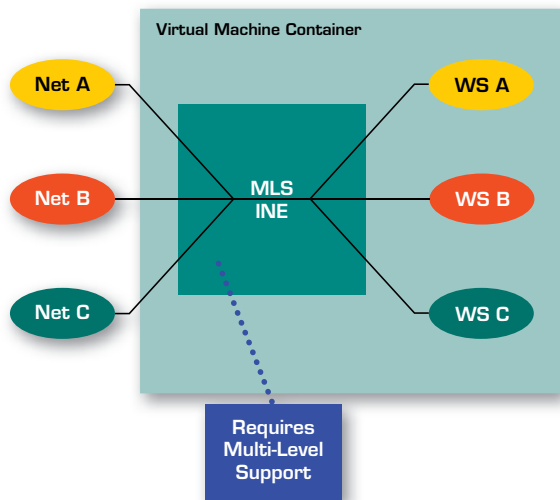 Virtual Machine Container
Net A
WS A
MLS
INE
Net B
WS B
Net C
WS C
Requires
Multi-Level
Support